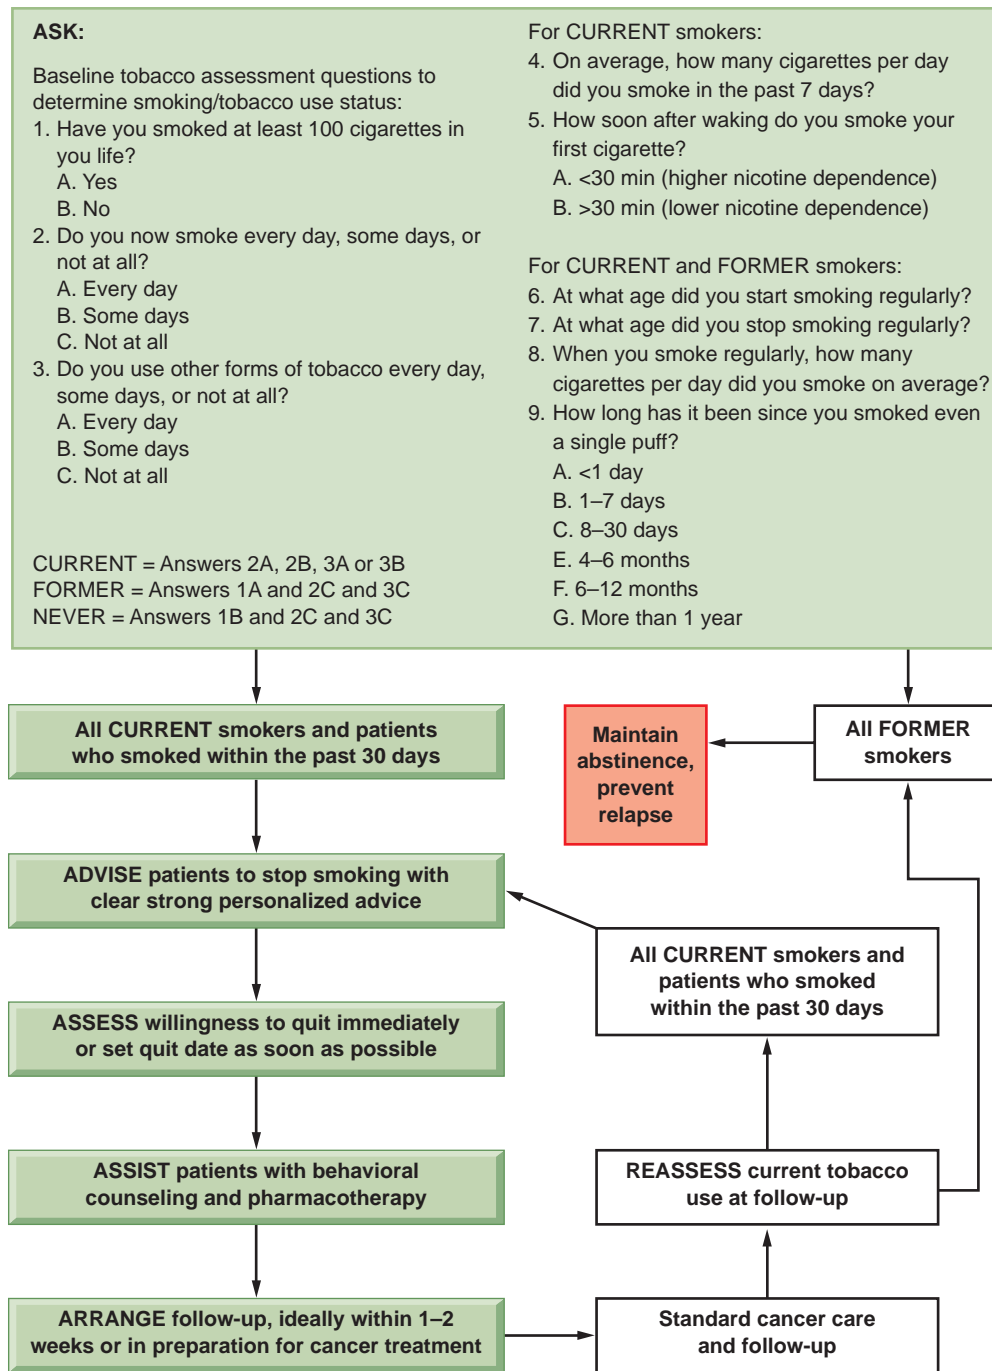 ASK:
Baseline tobacco assessment questions to
determine smoking/tobacco use status:
1. Have you smoked at least 100 cigarettes in
you life?
A. Yes
B. No
2. Do you now smoke every day, some days, or
not at all?
A. Every day
B. Some days
C. Not at all
3. Do you use other forms of tobacco every day,
some days, or not at all?
A. Every day
B. Some days
C. Not at all
CURRENT = Answers 2A, 2B, 3A or 3B
FORMER = Answers 1A and 2C and 3C
NEVER = Answers 1B and 2C and 3C
For CURRENT smokers:
4. On average, how many cigarettes per day
did you smoke in the past 7 days?
5. How soon after waking do you smoke your
first cigarette?
A. <30 min (higher nicotine dependence)
B. >30 min (lower nicotine dependence)
For CURRENT and FORMER smokers:
6. At what age did you start smoking regularly?
7. At what age did you stop smoking regularly?
8. When you smoke regularly, how many
cigarettes per day did you smoke on average?
9. How long has it been since you smoked even
a single puff?
A. <1 day
B. 1–7 days
C. 8–30 days
E. 4–6 months
F. 6–12 months
G. More than 1 year
All CURRENT smokers and patients
who smoked within the past 30 days
ADVISE patients to stop smoking with
clear strong personalized advice
ASSESS willingness to quit immediately
or set quit date as soon as possible
ASSIST patients with behavioral
counseling and pharmacotherapy
ARRANGE follow-up, ideally within 1–2
weeks or in preparation for cancer treatment
Standard cancer care
and follow-up
REASSESS current tobacco
use at follow-up
All CURRENT smokers and
patients who smoked
within the past 30 days
All FORMER
smokers
Maintain
abstinence,
prevent
relapse